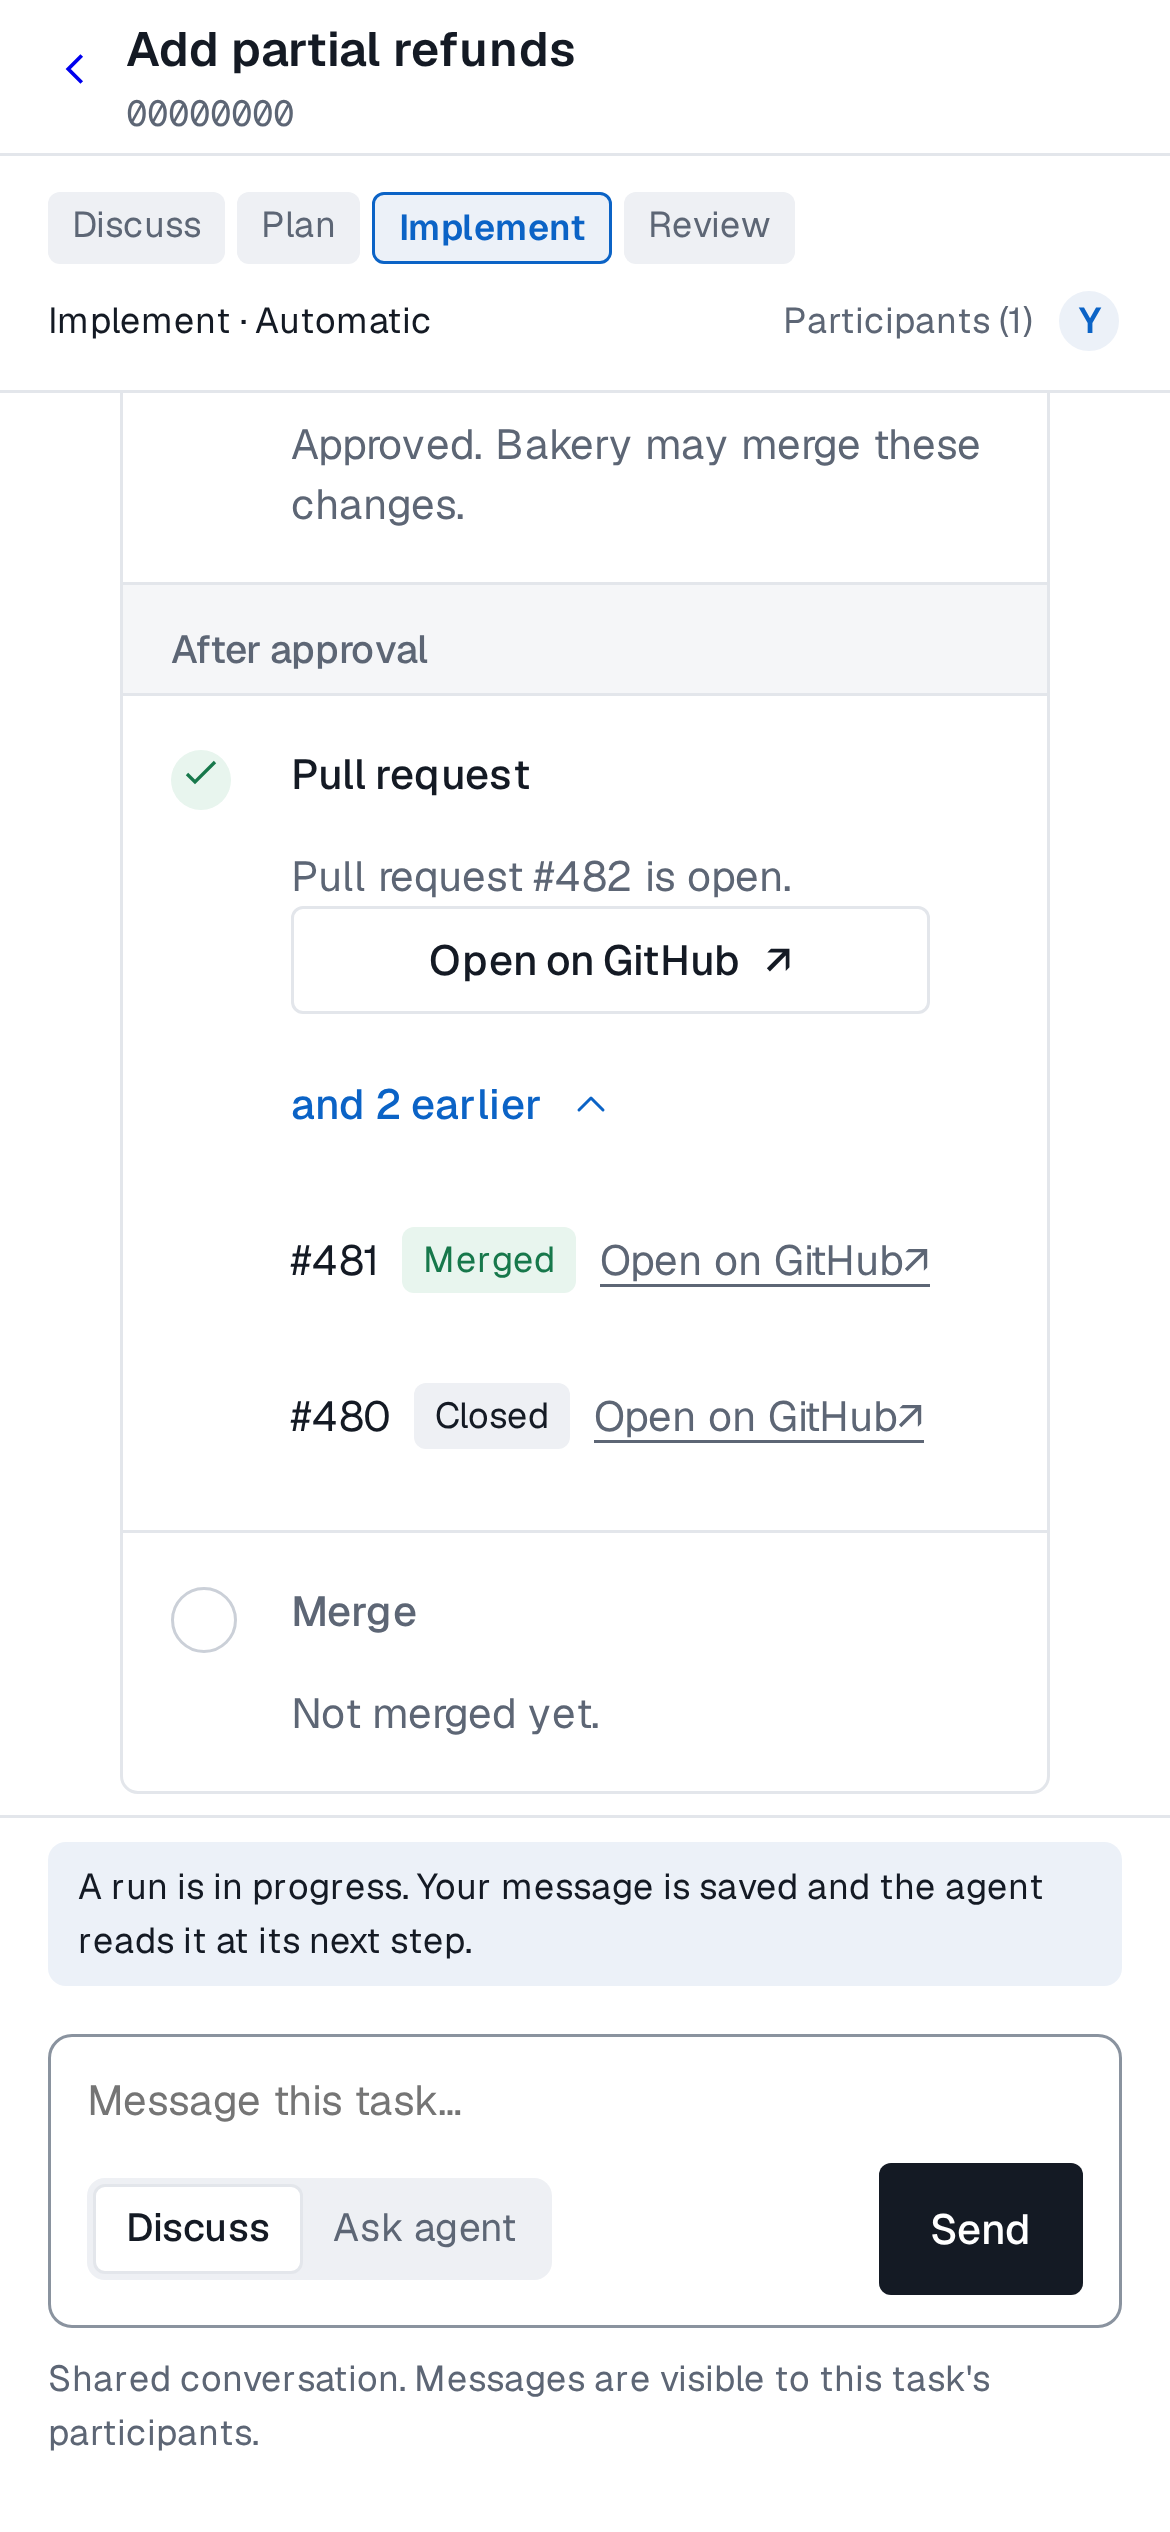 Add partial refunds
00000000
Discuss Plan Implement Review
Implement · Automatic Participants (1) Y
Approved. Bakery may merge these
changes.
After approval
Pull request
Pull request #482 is open.
Open on GitHub
and 2 earlier
#481 Merged Open on GitHub
#480 Closed Open on GitHub
Merge
Not merged yet.
A run is in progress. Your message is saved and the agent
reads it at its next step.
Message this task...
Discuss Ask agent Send
Shared conversation. Messages are visible to this task's
participants.